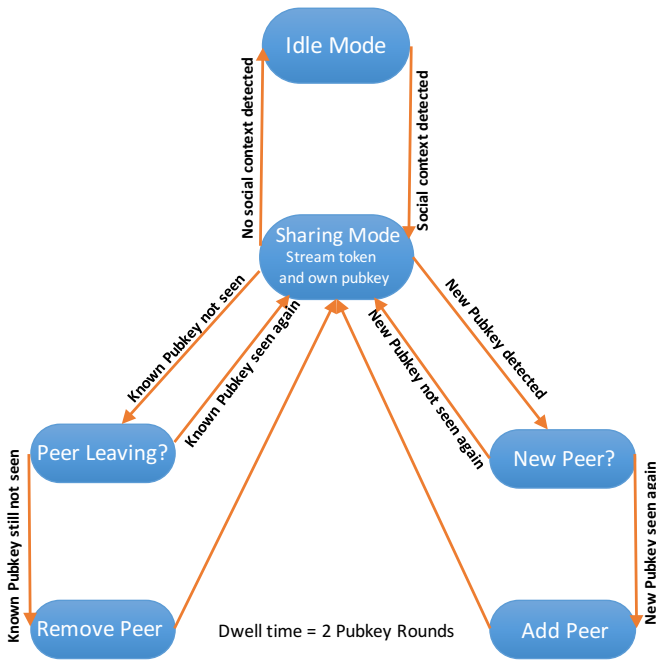 Idle Mode
No social context detected
Social context detected
Sharing Mode
Stream token
and own pubkey
Known Pubkey not seen
Known Pubkey seen again
New Pubkey not seen again
New Pubkey detected
Peer Leaving?
New Peer?
Known Pubkey still not seen
New Pubkey seen again
Remove Peer
Dwell time = 2 Pubkey Rounds
Add Peer